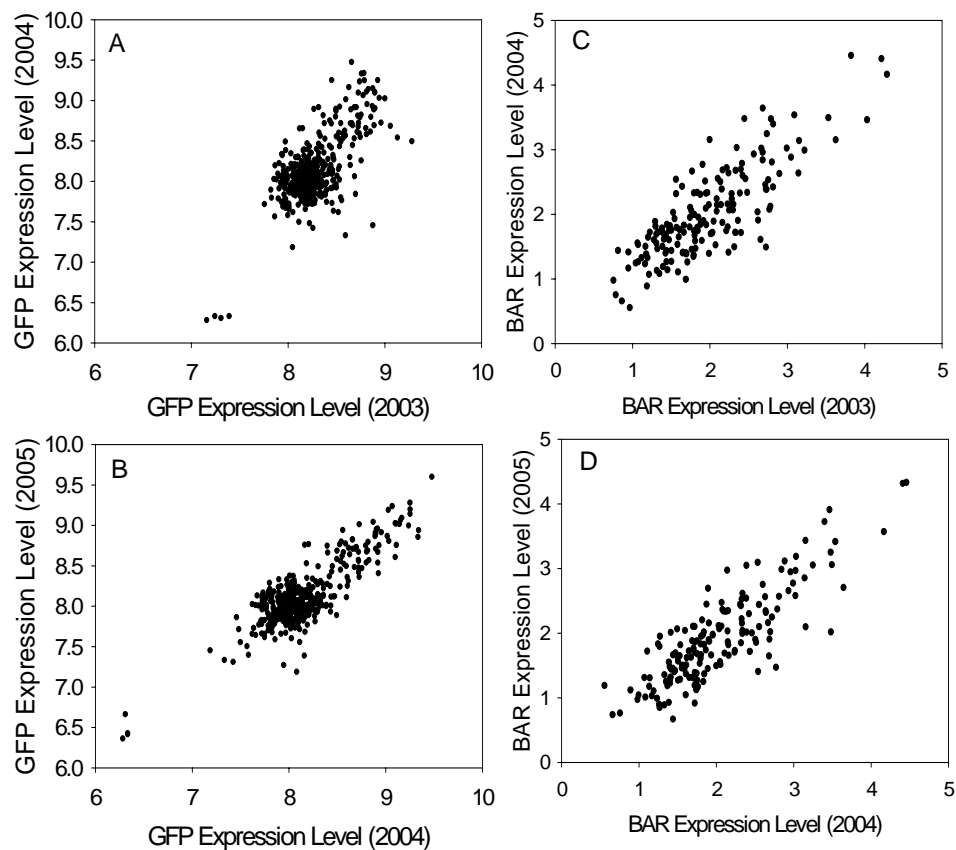 A
GFP Expression Level (2004)
10.0
9.5
9.0
8.5
8.0
7.5
7.0
6.5
6.0
6 7 8 9 10
GFP Expression Level (2003)
C
BAR Expression Level (2004)
5
4
3
2
1
0
0 1 2 3 4 5
BAR Expression Level (2003)
B
GFP Expression Level (2005)
10.0
9.5
9.0
8.5
8.0
7.5
7.0
6.5
6.0
6 7 8 9 10
GFP Expression Level (2004)
D
BAR Expression Level (2005)
5
4
3
2
1
0
0 1 2 3 4 5
BAR Expression Level (2004)